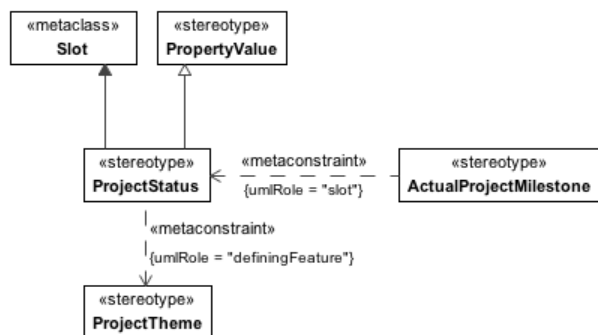 «metaclass»
Slot
«stereotype»
PropertyValue
«stereotype»
ProjectStatus
«metaconstraint»
{umlRole = "slot"}
«stereotype»
ActualProjectMilestone
«metaconstraint»
{umlRole = "definingFeature"}
«stereotype»
ProjectTheme